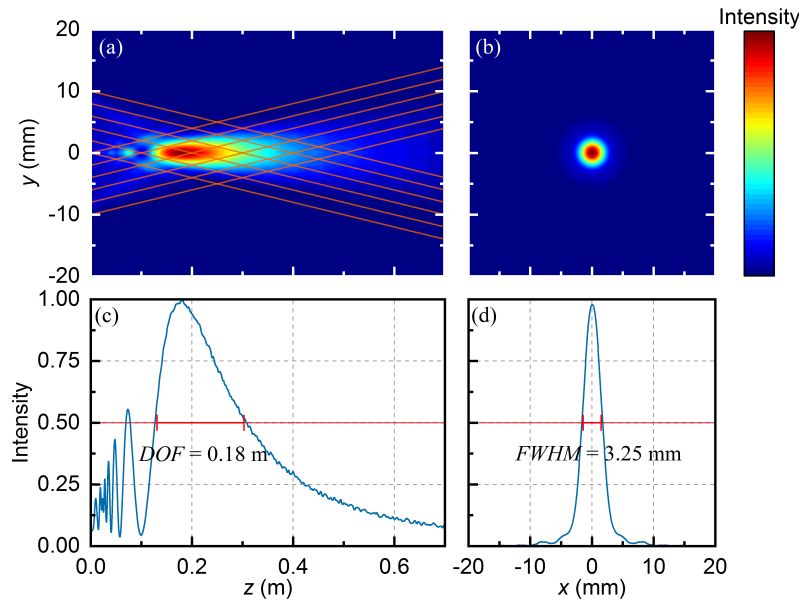 Intensity
20
(a)
(b)
10
0
-10
-20
y (mm)
1.00
(c)
(d)
0.75
0.50
0.25
0.00
Intensity
DOF = 0.18 m
FWHM = 3.25 mm
0.0 0.2 0.4 0.6
-20 -10 0 10 20
z (m)
x (mm)